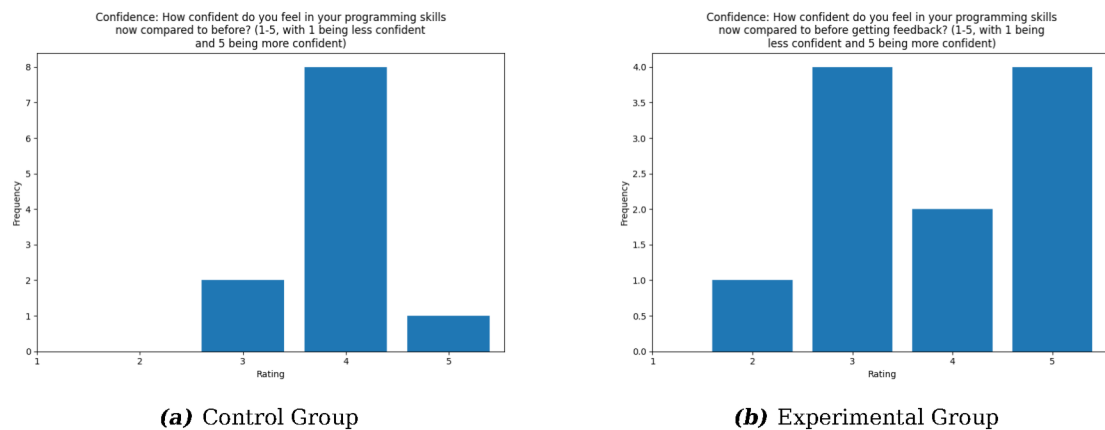 Confidence: How confident do you feel in your programming skills
now compared to before? (1-5, with 1 being less confident
and 5 being more confident)
8
7
6
5
4
3
2
1
0
Frequency
1 2 3 4 5
Rating
(a) Control Group
Confidence: How confident do you feel in your programming skills
now compared to before getting feedback? (1-5, with 1 being
less confident and 5 being more confident)
4.0
3.5
3.0
2.5
2.0
1.5
1.0
0.5
0.0
Frequency
1 2 3 4 5
Rating
(b) Experimental Group